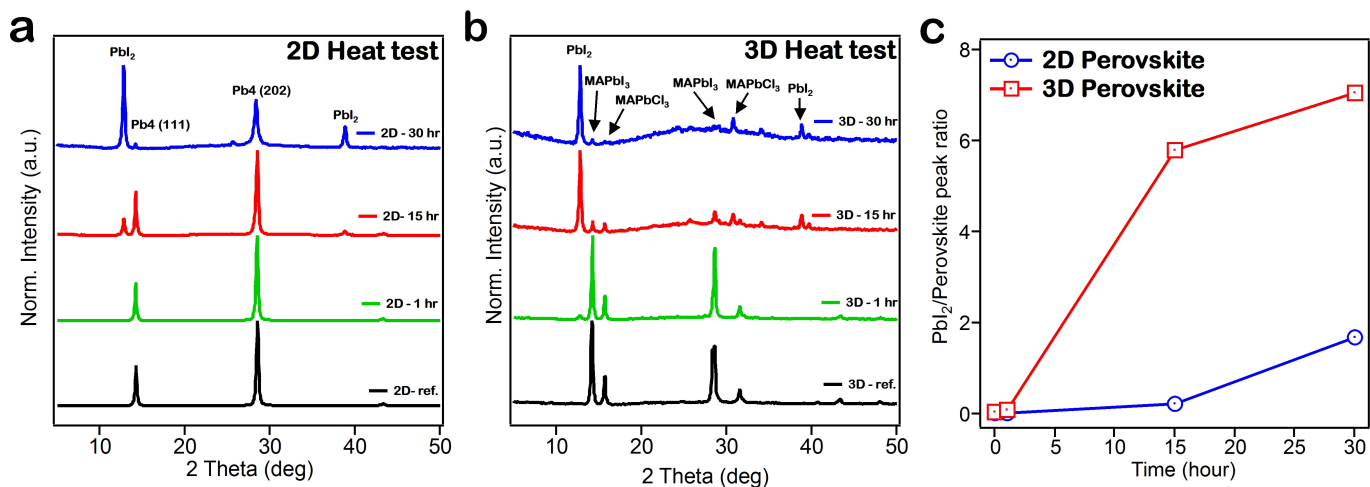 a
2D Heat test
PbI₂
Pb4 (111)
Pb4 (202)
PbI₂
2D - 30 hr
2D- 15 hr
2D - 1 hr
2D- ref.
Norm. Intensity (a.u.)
10 20 30 40 50
2 Theta (deg)
b
3D Heat test
PbI₂
MAPbI₃
MAPbCl₃
MAPbI₃
MAPbCl₃
PbI₂
3D - 30 hr
3D - 15 hr
3D - 1 hr
3D - ref.
Norm. Intensity (a.u.)
10 20 30 40 50
2 Theta (deg)
c
2D Perovskite
3D Perovskite
PbI₂/Perovskite peak ratio
8
6
4
2
0
0 5 10 15 20 25 30
Time (hour)